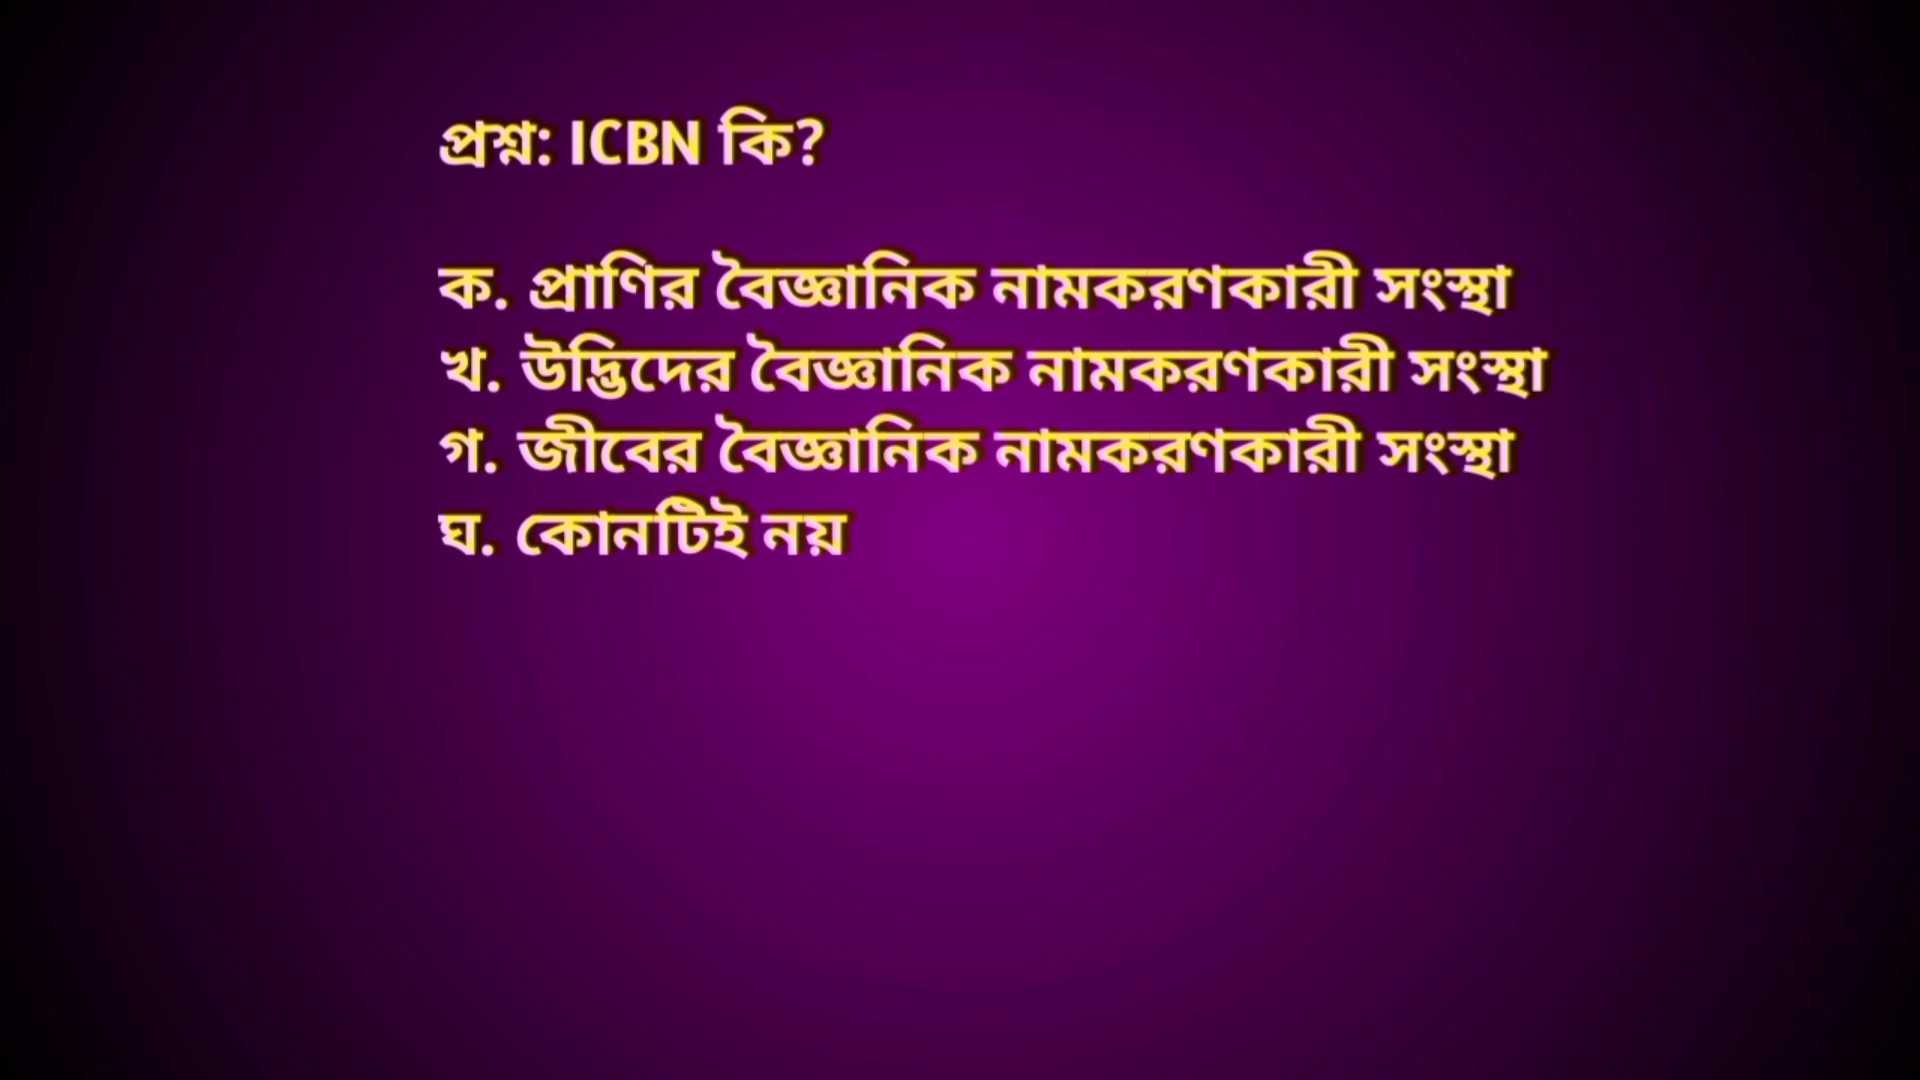 প্রশ্ন: ICBN কি?
ক. প্রাণির বৈজ্ঞানিক নামকরণকারী সংস্থা
খ. উদ্ভিদের বৈজ্ঞানিক নামকরণকারী সংস্থা
গ. জীবের বৈজ্ঞানিক নামকরণকারী সংস্থা
ঘ. কোনটিই নয়